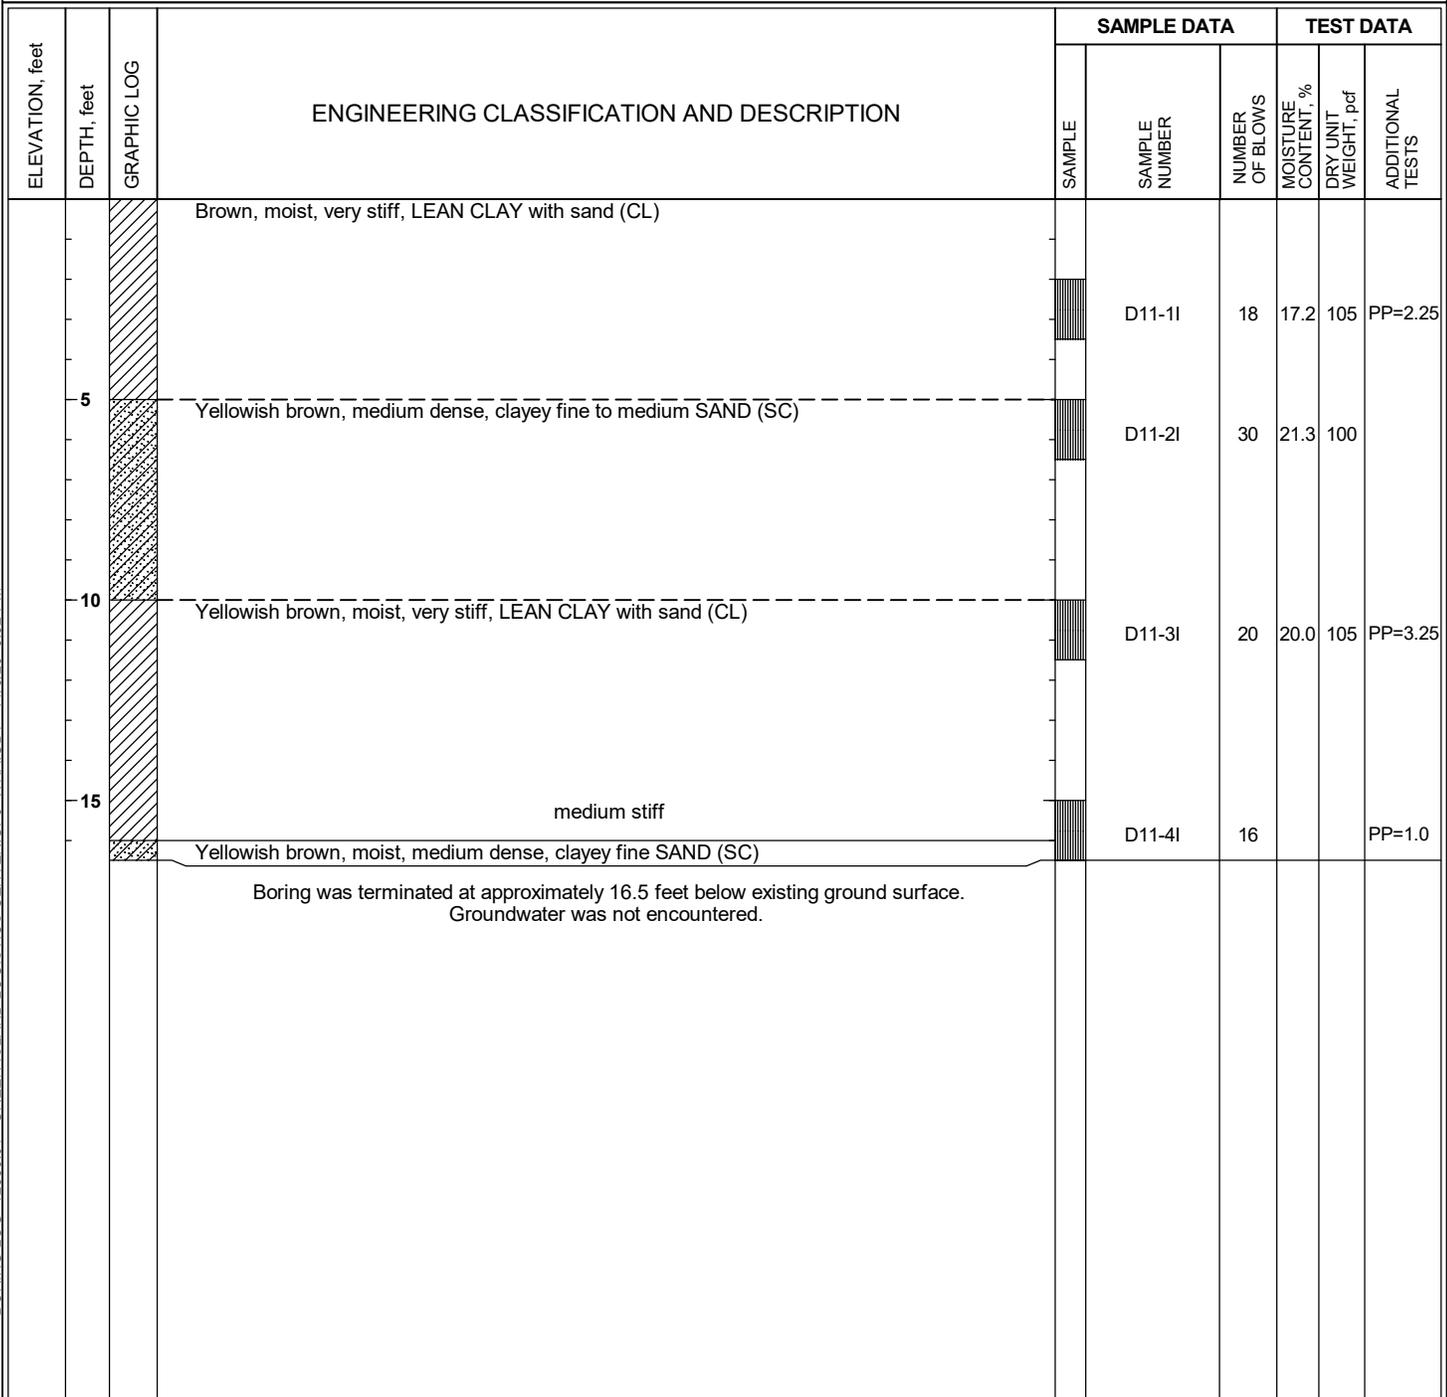 SAMPLE DATA TEST DATA
ELEVATION, feet
DEPTH, feet
GRAPHIC LOG
ENGINEERING CLASSIFICATION AND DESCRIPTION
SAMPLE
SAMPLE
NUMBER
NUMBER
OF BLOWS
MOISTURE
CONTENT, %
DRY UNIT
WEIGHT, pcf
ADDITIONAL
TESTS
Brown, moist, very stiff, LEAN CLAY with sand (CL)
D11-1I 18 17.2 105 PP=2.25
5
Yellowish brown, medium dense, clayey fine to medium SAND (SC)
D11-2I 30 21.3 100
10
Yellowish brown, moist, very stiff, LEAN CLAY with sand (CL)
D11-3I 20 20.0 105 PP=3.25
15
medium stiff
D11-4I 16 PP=1.0
Yellowish brown, moist, medium dense, clayey fine SAND (SC)
Boring was terminated at approximately 16.5 feet below existing ground surface.
Groundwater was not encountered.